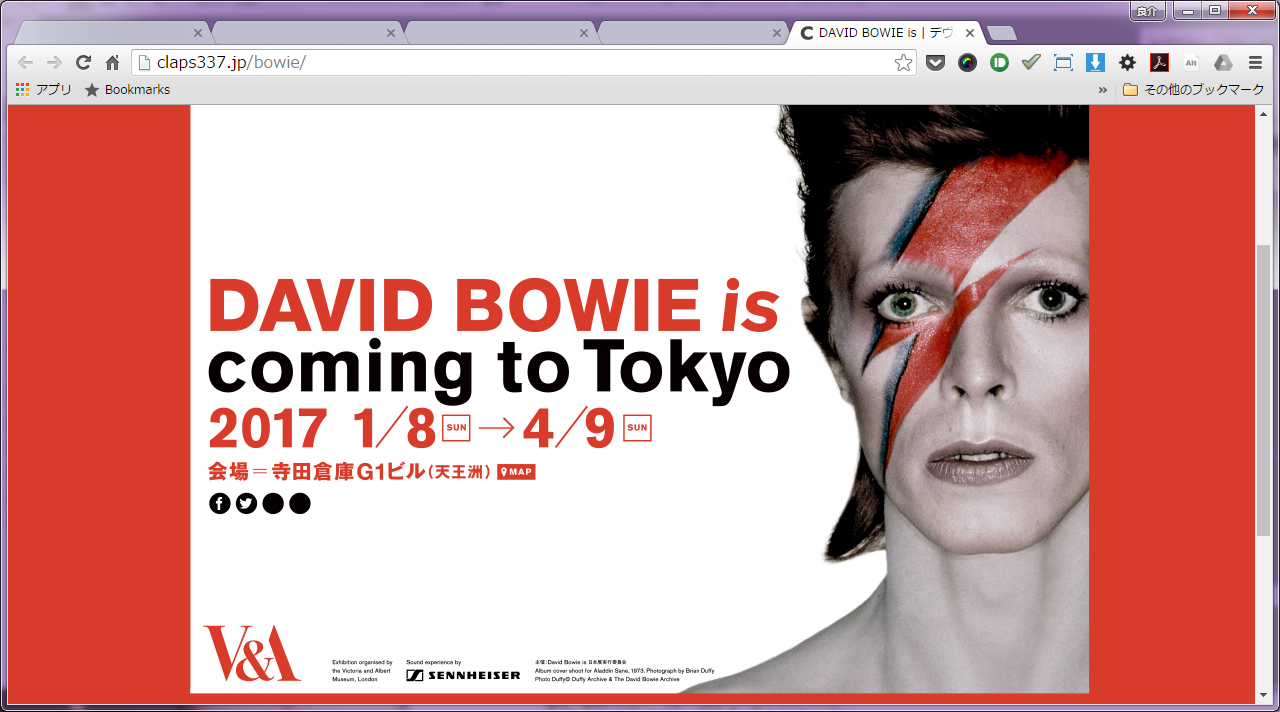 良介
DAVID BOWIE is | デヴ
claps337.jp/bowie/
アプリ Bookmarks » その他のブックマーク
DAVID BOWIE is
coming to Tokyo
2017 1/8 SUN → 4/9 SUN
会場＝寺田倉庫G1ビル(天王洲) MAP
V&A
Exhibition organised by
the Victoria and Albert
Museum, London
Sound experience by
SENNHEISER
主催：David Bowie is 日本展実行委員会
Album cover shoot for Aladdin Sane, 1973. Photograph by Brian Duffy
Photo Duffy© Duffy Archive & The David Bowie Archive